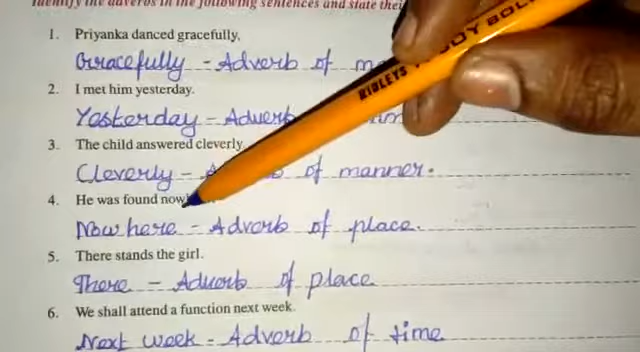 Identify the adverbs in the following sentences and state thei
1. Priyanka danced gracefully,
Gracefully - Adverb of m
2. I met him yesterday.
Yesterday - Adverb
3. The child answered cleverly
Cleverly - of manner.
4. He was found now
Nowhere - Adverb of place.
5. There stands the girl.
There - Adverb of place
6. We shall attend a function next week.
Next week - Adverb of time
RIBLEYS BOL